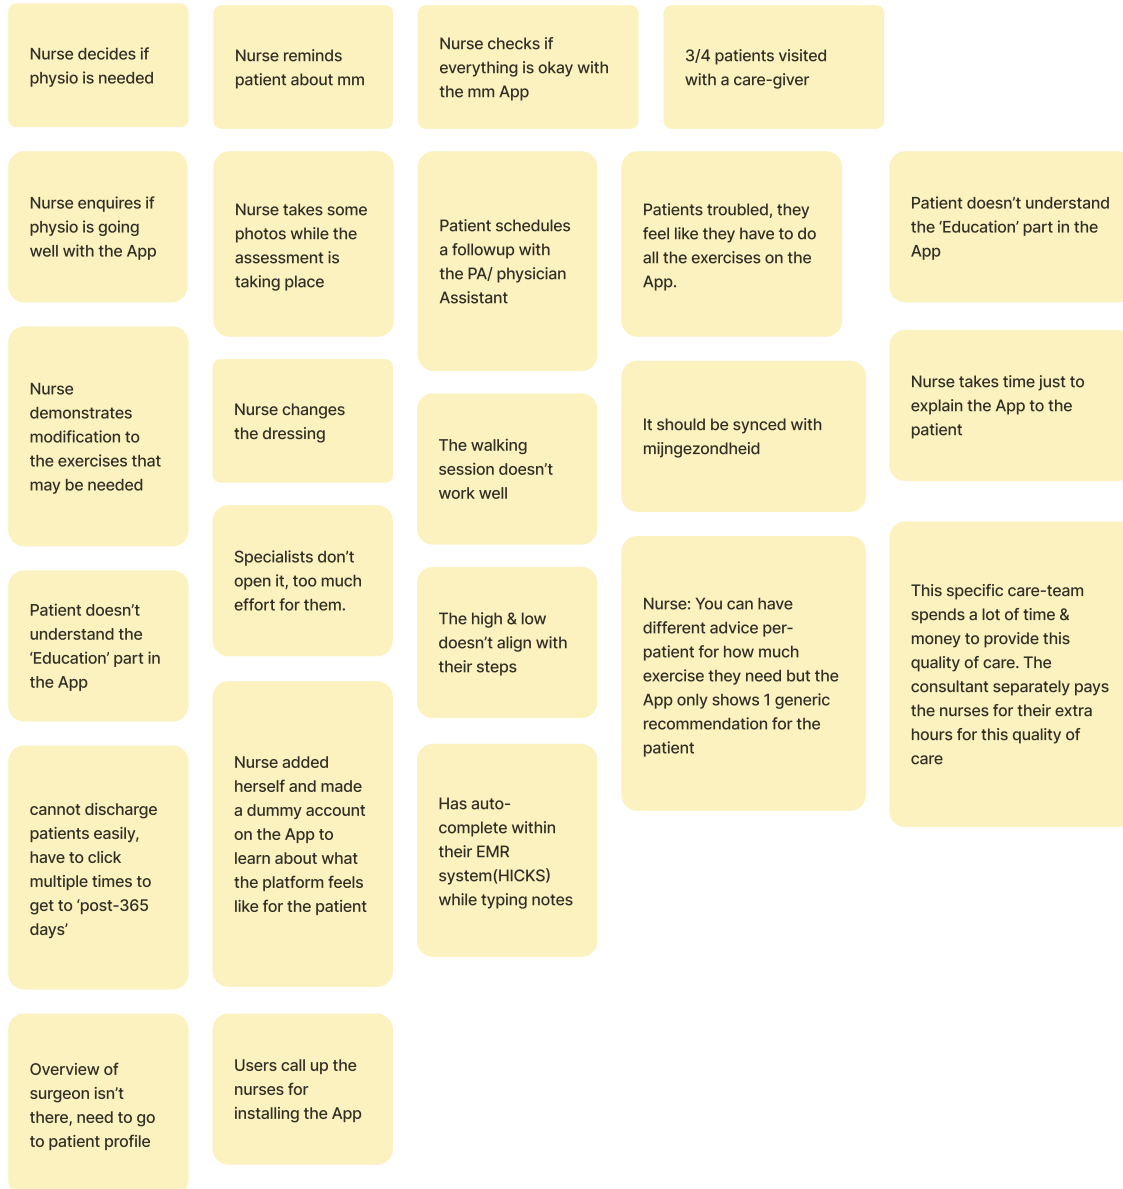 Nurse decides if
physio is needed
Nurse reminds
patient about mm
Nurse checks if
everything is okay with
the mm App
3/4 patients visited
with a care-giver
Nurse enquires if
physio is going
well with the App
Nurse takes some
photos while the
assessment is
taking place
Patient schedules
a followup with
the PA/ physician
Assistant
Patients troubled, they
feel like they have to do
all the exercises on the
App.
Patient doesn’t understand
the ‘Education’ part in the
App
Nurse
demonstrates
modification to
the exercises that
may be needed
Nurse changes
the dressing
The walking
session doesn’t
work well
It should be synced with
mijngezondheid
Nurse takes time just to
explain the App to the
patient
Patient doesn’t
understand the
‘Education’ part in
the App
Specialists don’t
open it, too much
effort for them.
The high & low
doesn’t align with
their steps
Nurse: You can have
different advice per-
patient for how much
exercise they need but the
App only shows 1 generic
recommendation for the
patient
This specific care-team
spends a lot of time &
money to provide this
quality of care. The
consultant separately pays
the nurses for their extra
hours for this quality of
care
cannot discharge
patients easily,
have to click
multiple times to
get to ‘post-365
days’
Nurse added
herself and made
a dummy account
on the App to
learn about what
the platform feels
like for the patient
Has auto-
complete within
their EMR
system(HICKS)
while typing notes
Overview of
surgeon isn’t
there, need to go
to patient profile
Users call up the
nurses for
installing the App